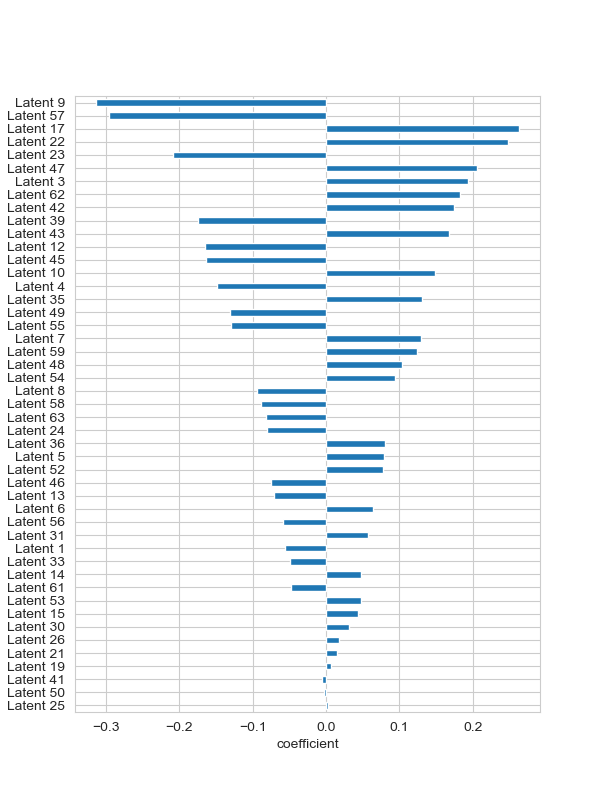 Latent 9
Latent 57
Latent 17
Latent 22
Latent 23
Latent 47
Latent 3
Latent 62
Latent 42
Latent 39
Latent 43
Latent 12
Latent 45
Latent 10
Latent 4
Latent 35
Latent 49
Latent 55
Latent 7
Latent 59
Latent 48
Latent 54
Latent 8
Latent 58
Latent 63
Latent 24
Latent 36
Latent 5
Latent 52
Latent 46
Latent 13
Latent 6
Latent 56
Latent 31
Latent 1
Latent 33
Latent 14
Latent 61
Latent 53
Latent 15
Latent 30
Latent 26
Latent 21
Latent 19
Latent 41
Latent 50
Latent 25
−0.3 −0.2 −0.1 0.0 0.1 0.2
coefficient